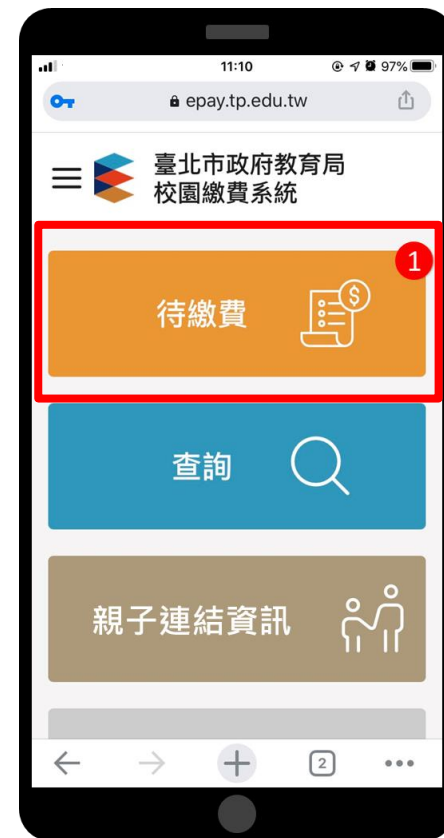 11:10
97%
epay.tp.edu.tw
臺北市政府教育局
校園繳費系統
1
待繳費
$
查詢
親子連結資訊
2